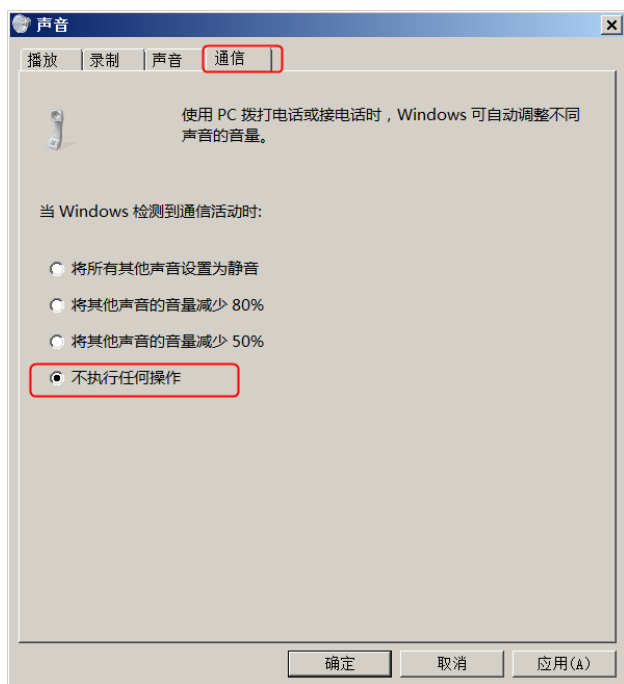 声音
播放 录制 声音 通信
使用 PC 拨打电话或接电话时，Windows 可自动调整不同
声音的音量。
当 Windows 检测到通信活动时:
将所有其他声音设置为静音
将其他声音的音量减少 80%
将其他声音的音量减少 50%
不执行任何操作
确定 取消 应用(A)